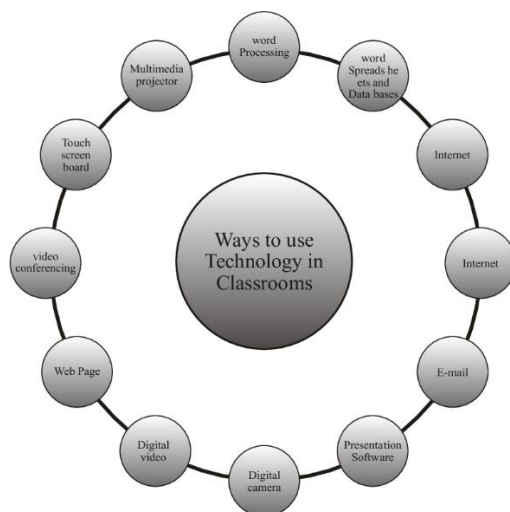 word
Processing
word
Spreads he
ets and
Data bases
Internet
Internet
E-mail
Presentation
Software
Digital
camera
Digital
video
Web Page
video
conferencing
Touch
screen
board
Multimedia
projector
Ways to use
Technology in
Classrooms